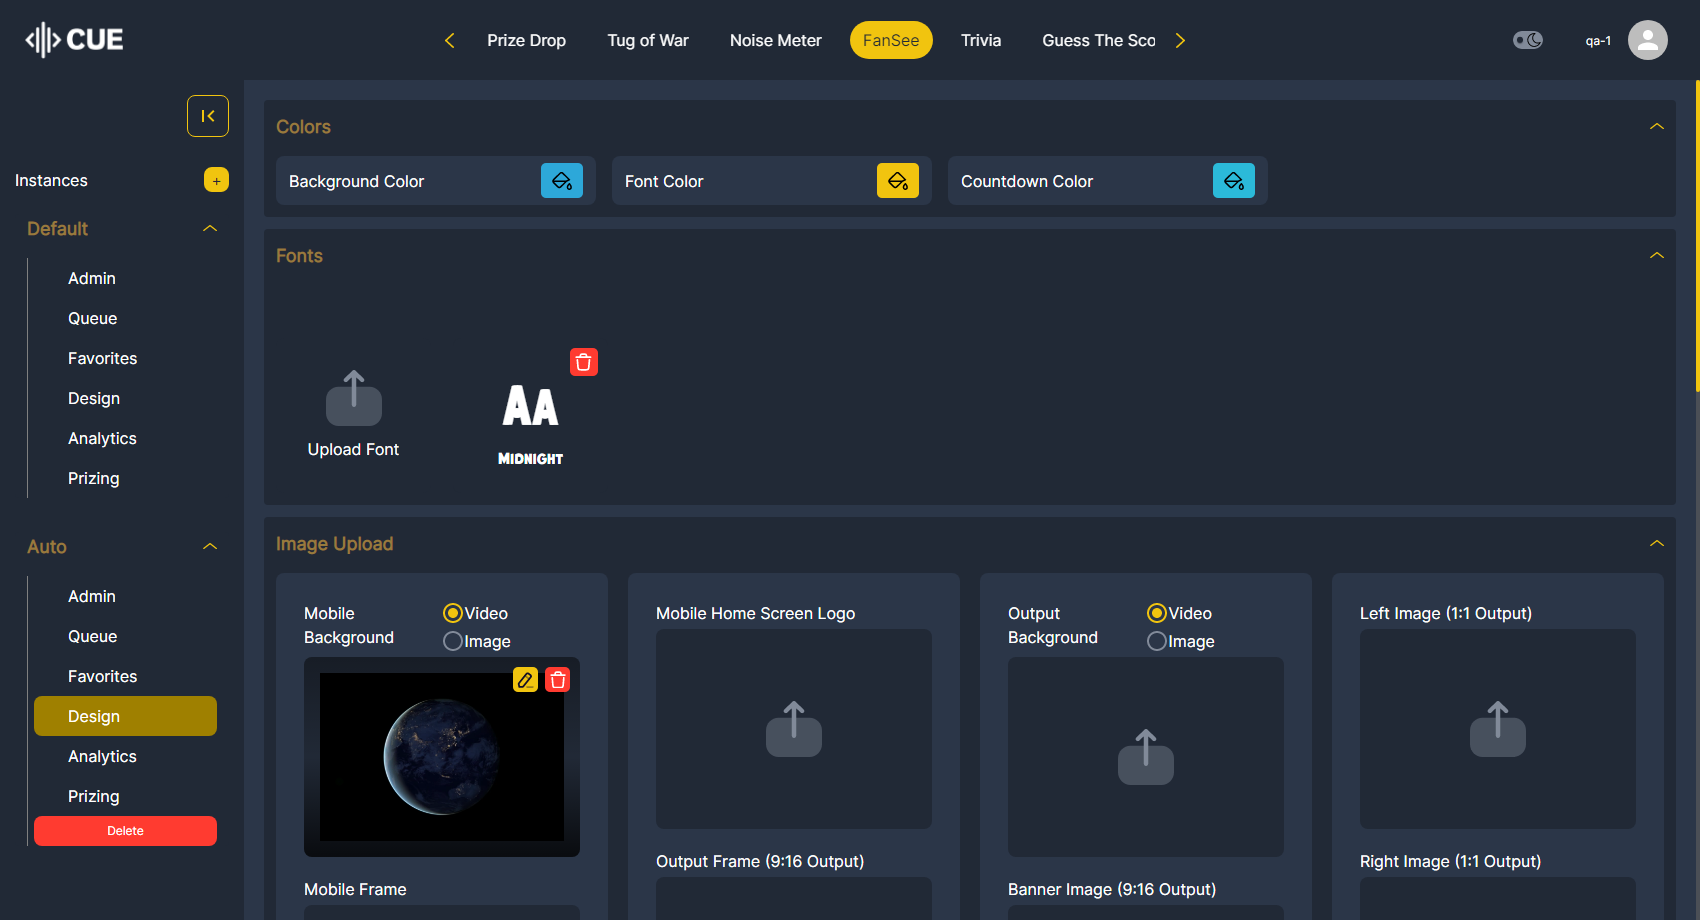 CUE
Prize Drop
Tug of War
Noise Meter
FanSee
Trivia
Guess The Sco
qa-1
Instances
+
Default
Admin
Queue
Favorites
Design
Analytics
Prizing
Auto
Admin
Queue
Favorites
Design
Analytics
Prizing
Delete
Colors
Background Color
Font Color
Countdown Color
Fonts
Upload Font
AA
MIDNIGHT
Image Upload
Mobile
Background
Video
Image
Mobile Frame
Mobile Home Screen Logo
Output Frame (9:16 Output)
Output
Background
Video
Image
Banner Image (9:16 Output)
Left Image (1:1 Output)
Right Image (1:1 Output)